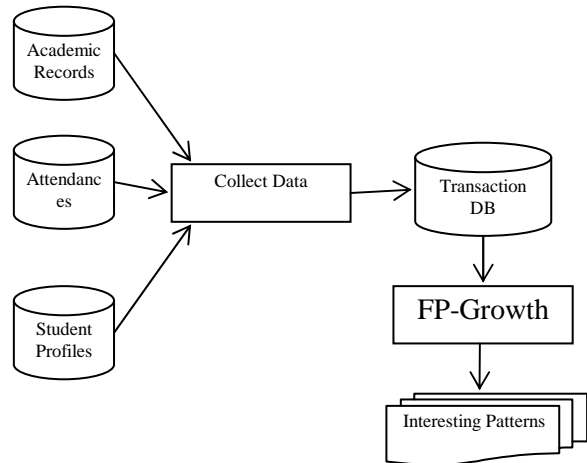 Academic
Records
Attendanc
es
Student
Profiles
Collect Data
Transaction
DB
FP-Growth
Interesting Patterns